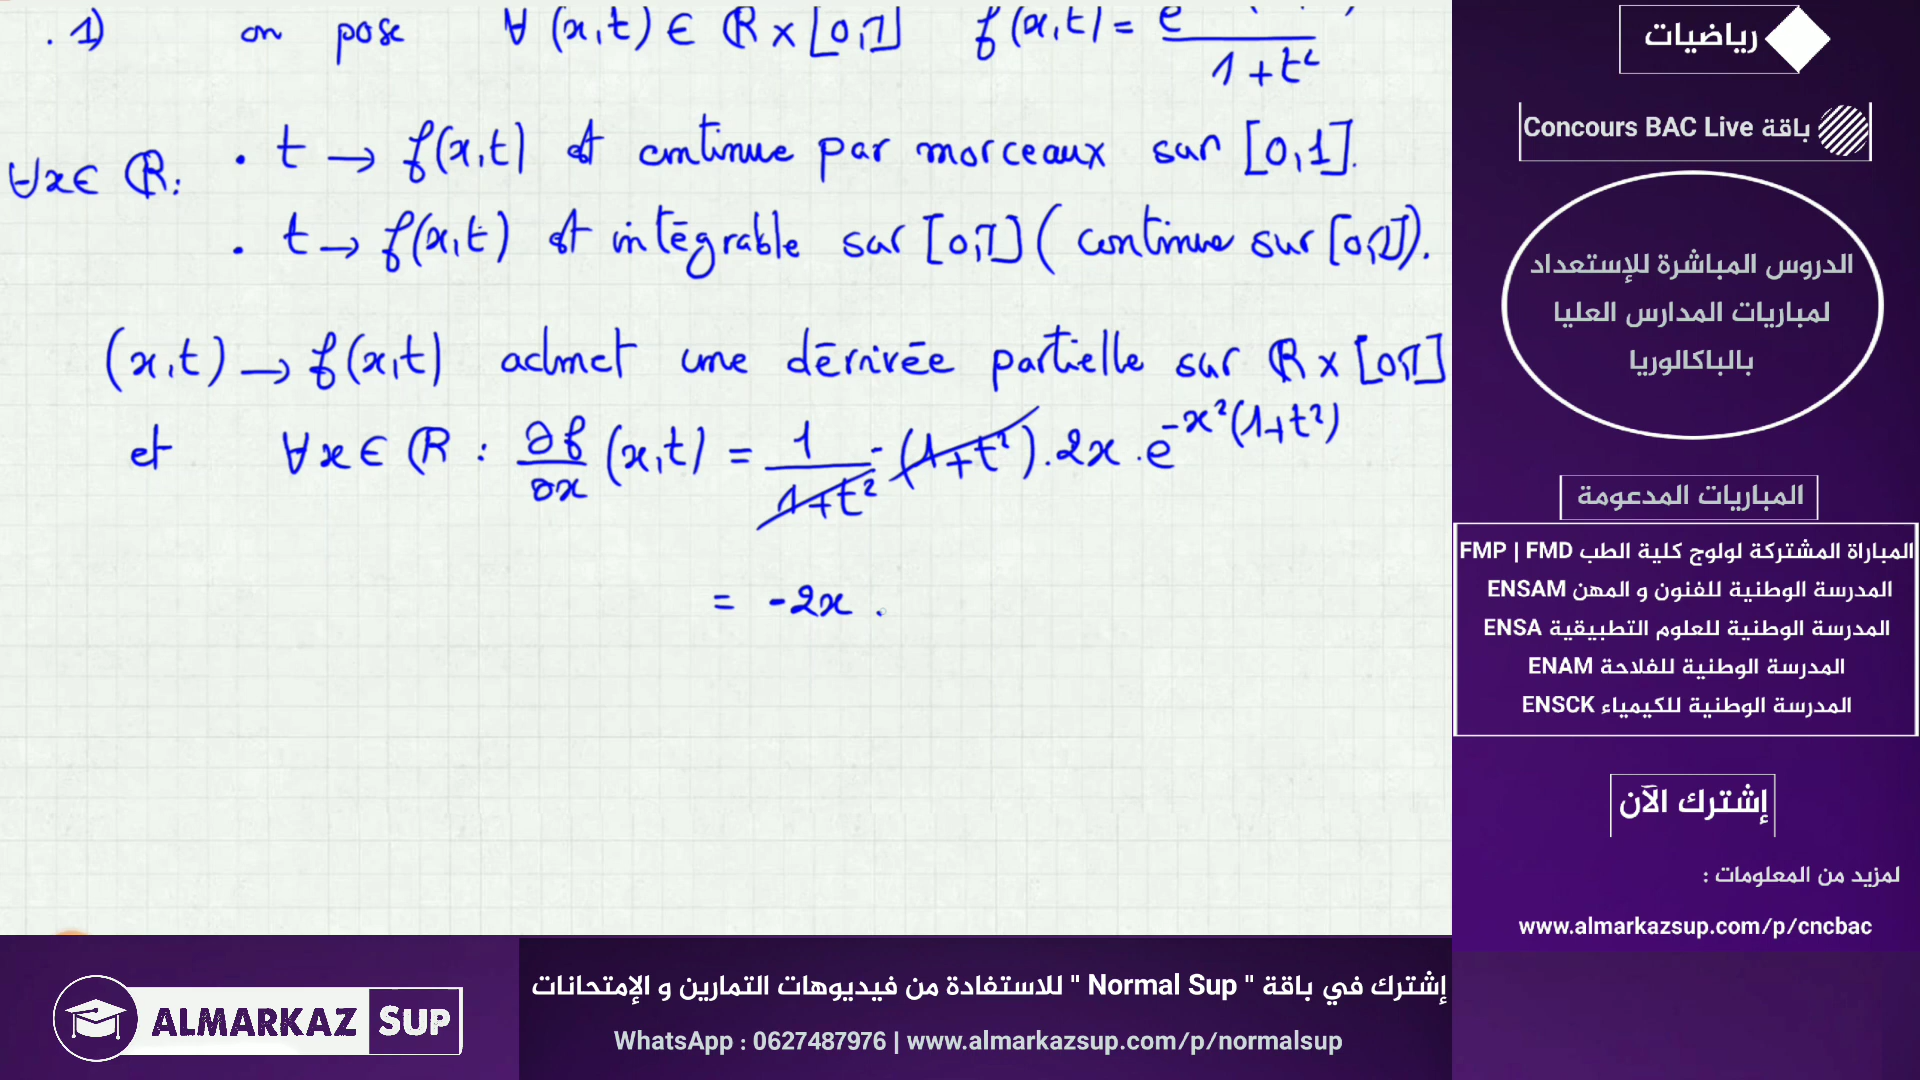 . 1) on pose ∀ (x,t) ∈ ℝ × [0,1] f(x,t) = e / 1+t²
∀x∈ ℝ: . t → f(x,t) est continue par morceaux sur [0,1].
. t → f(x,t) est intégrable sur [0,1] ( continue sur [0,1]).
(x,t) → f(x,t) admet une dérivée partielle sur ℝ × [0,1]
et ∀x∈ ℝ : ∂f/∂x (x,t) = 1/1+t² · -(1+t²).2x.e^-x²(1+t²)
= -2x .
رياضيات
باقة Concours BAC Live
الدروس المباشرة للإستعداد
لمباريات المدارس العليا
بالباكالوريا
المباريات المدعومة
المباراة المشتركة لولوج كلية الطب FMP | FMD
المدرسة الوطنية للفنون و المهن ENSAM
المدرسة الوطنية للعلوم التطبيقية ENSA
المدرسة الوطنية للفلاحة ENAM
المدرسة الوطنية للكيمياء ENSCK
إشترك الآن
لمزيد من المعلومات :
www.almarkazsup.com/p/cncbac
ALMARKAZ SUP
إشترك في باقة " Normal Sup " للاستفادة من فيديوهات التمارين و الإمتحانات
WhatsApp : 0627487976 | www.almarkazsup.com/p/normalsup